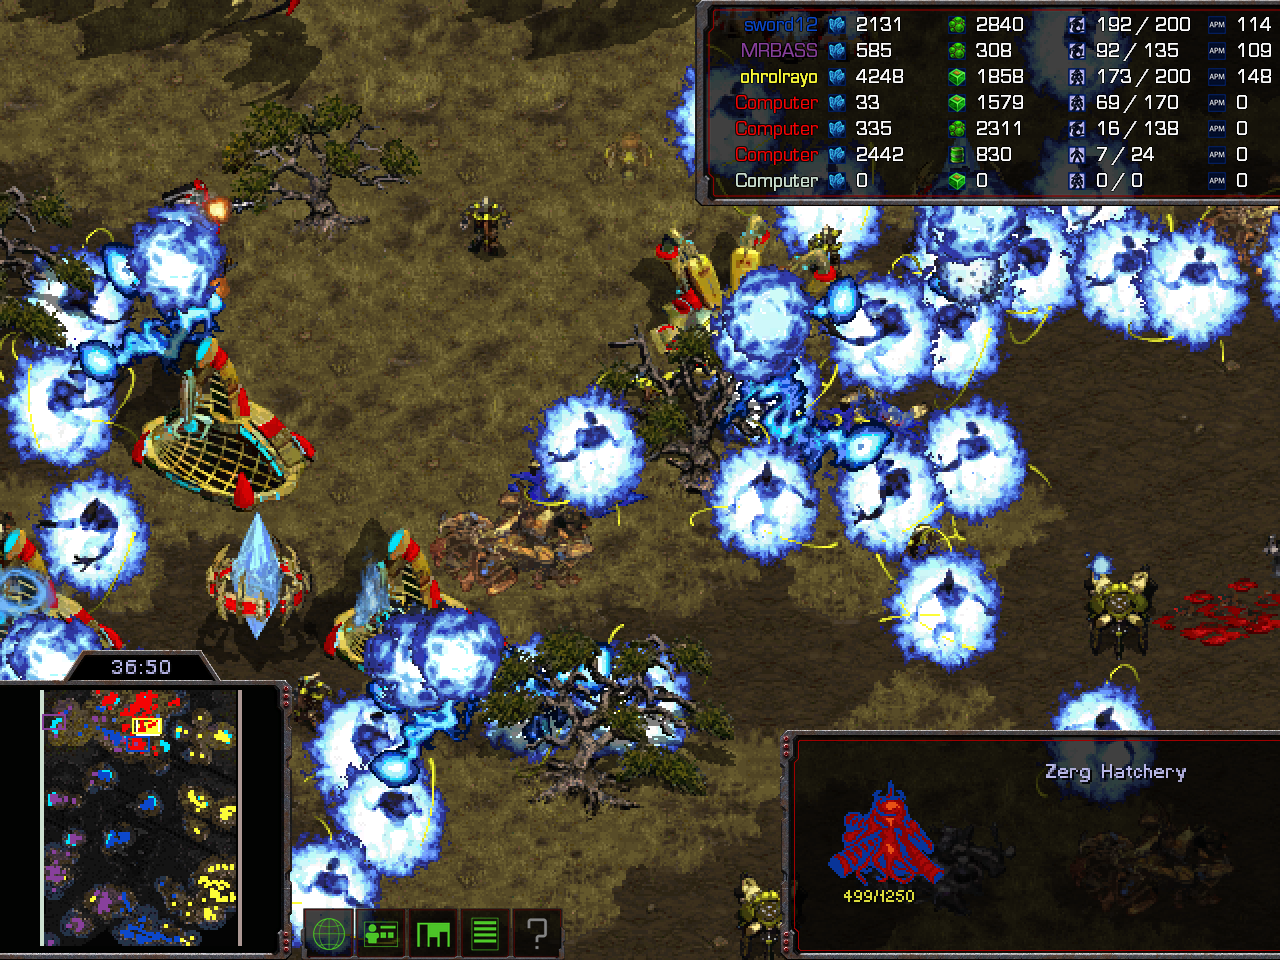 sword12 2131 2840 192 / 200 APM 114
MRBASS 585 308 92 / 135 APM 109
ohrolrayo 4248 1858 173 / 200 APM 148
Computer 33 1579 69 / 170 APM 0
Computer 335 2311 16 / 138 APM 0
Computer 2442 830 7 / 24 APM 0
Computer 0 0 0 / 0 APM 0
36:50
Zerg Hatchery
499/1250
?